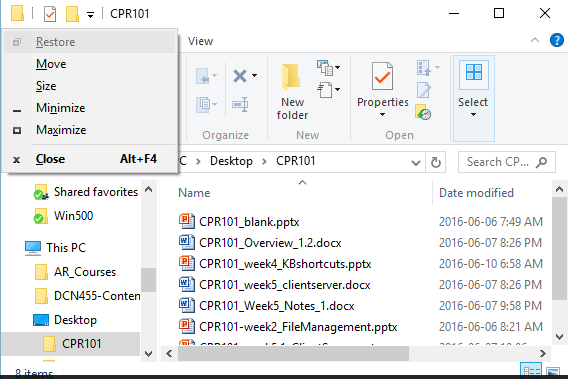 CPR101
Restore
Move
Size
Minimize
Maximize
Close Alt+F4
View
New folder
Properties
Select
Organize
New
Open
C > Desktop > CPR101
Search CP...
Name
Date modified
Shared favorites
Win500
This PC
AR_Courses
DCN455-Conten
Desktop
CPR101
CPR101_blank.pptx 2016-06-06 7:49 AM
CPR101_Overview_1.2.docx 2016-06-07 8:26 PM
CPR101_week4_KBshortcuts.pptx 2016-06-10 6:58 AM
CPR101_week5_clientserver.docx 2016-06-07 8:26 PM
CPR101_Week5_Notes_1.docx 2016-06-07 9:58 PM
CPR101-week2_FileManagement.pptx 2016-06-06 8:21 AM
8 items